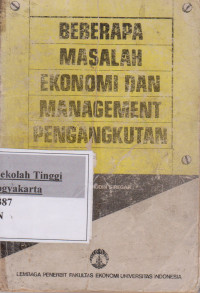 BEBERAPA
MASALAH
EKONOMI DAN
MANAGEMENT
PENGANGKUTAN
Sekolah Tinggi
ogyakarta
387
N
LEMBAGA PENERBIT FAKULTAS EKONOMI UNIVERSITAS INDONESIA